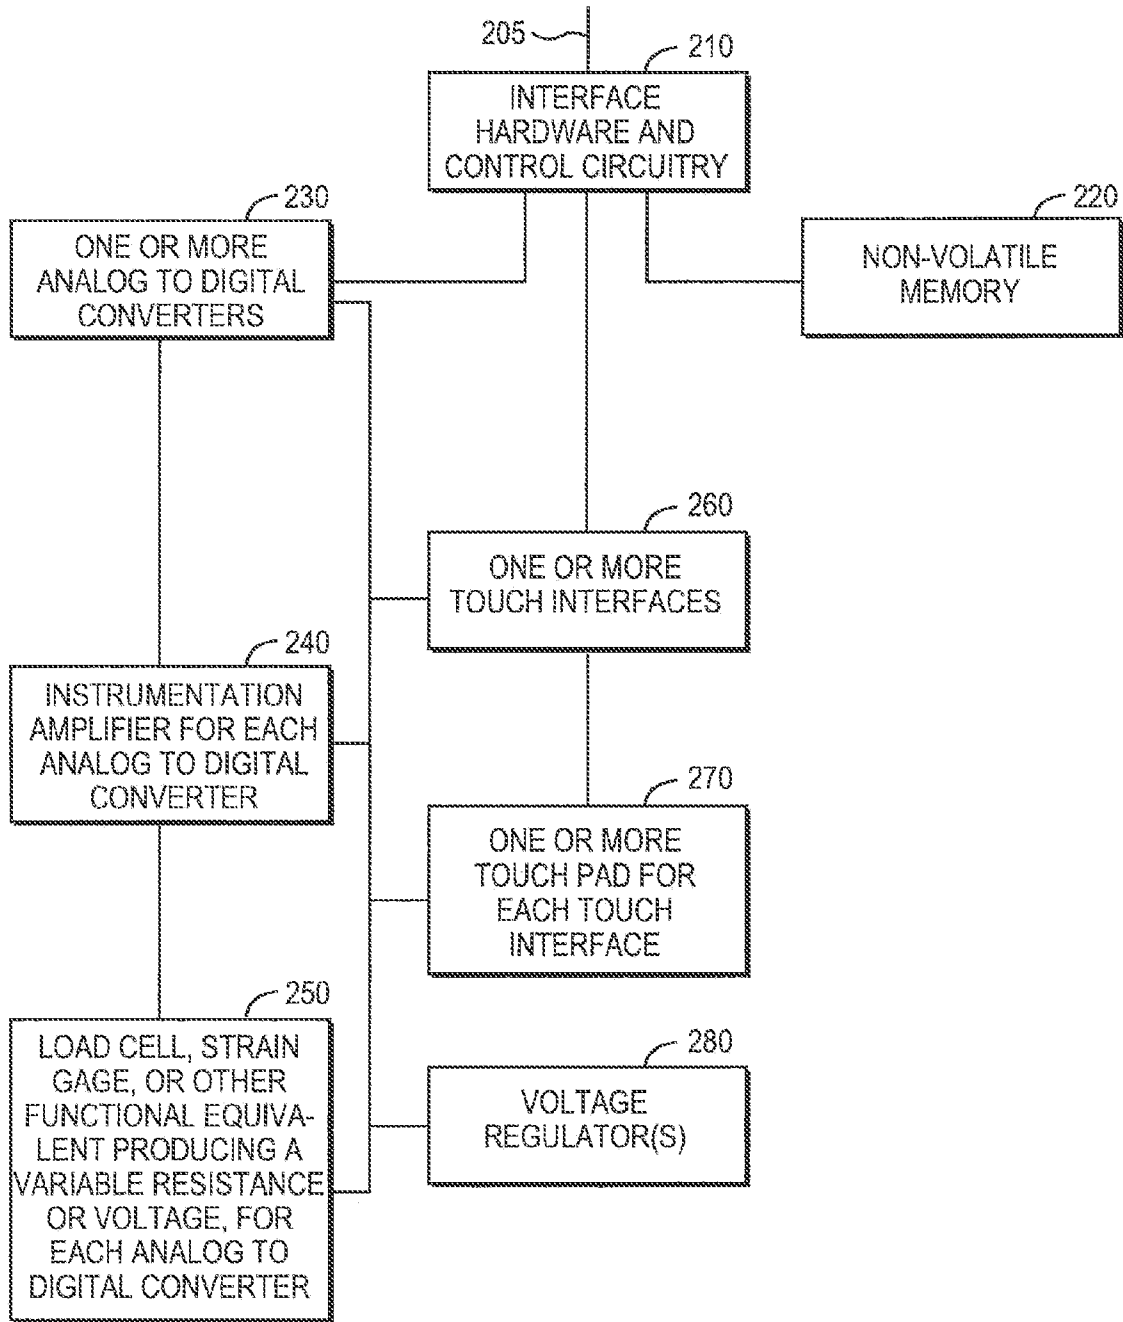 205
210
INTERFACE
HARDWARE AND
CONTROL CIRCUITRY
230
ONE OR MORE
ANALOG TO DIGITAL
CONVERTERS
220
NON-VOLATILE
MEMORY
260
ONE OR MORE
TOUCH INTERFACES
240
INSTRUMENTATION
AMPLIFIER FOR EACH
ANALOG TO DIGITAL
CONVERTER
270
ONE OR MORE
TOUCH PAD FOR
EACH TOUCH
INTERFACE
250
LOAD CELL, STRAIN
GAGE, OR OTHER
FUNCTIONAL EQUIVA-
LENT PRODUCING A
VARIABLE RESISTANCE
OR VOLTAGE, FOR
EACH ANALOG TO
DIGITAL CONVERTER
280
VOLTAGE
REGULATOR(S)